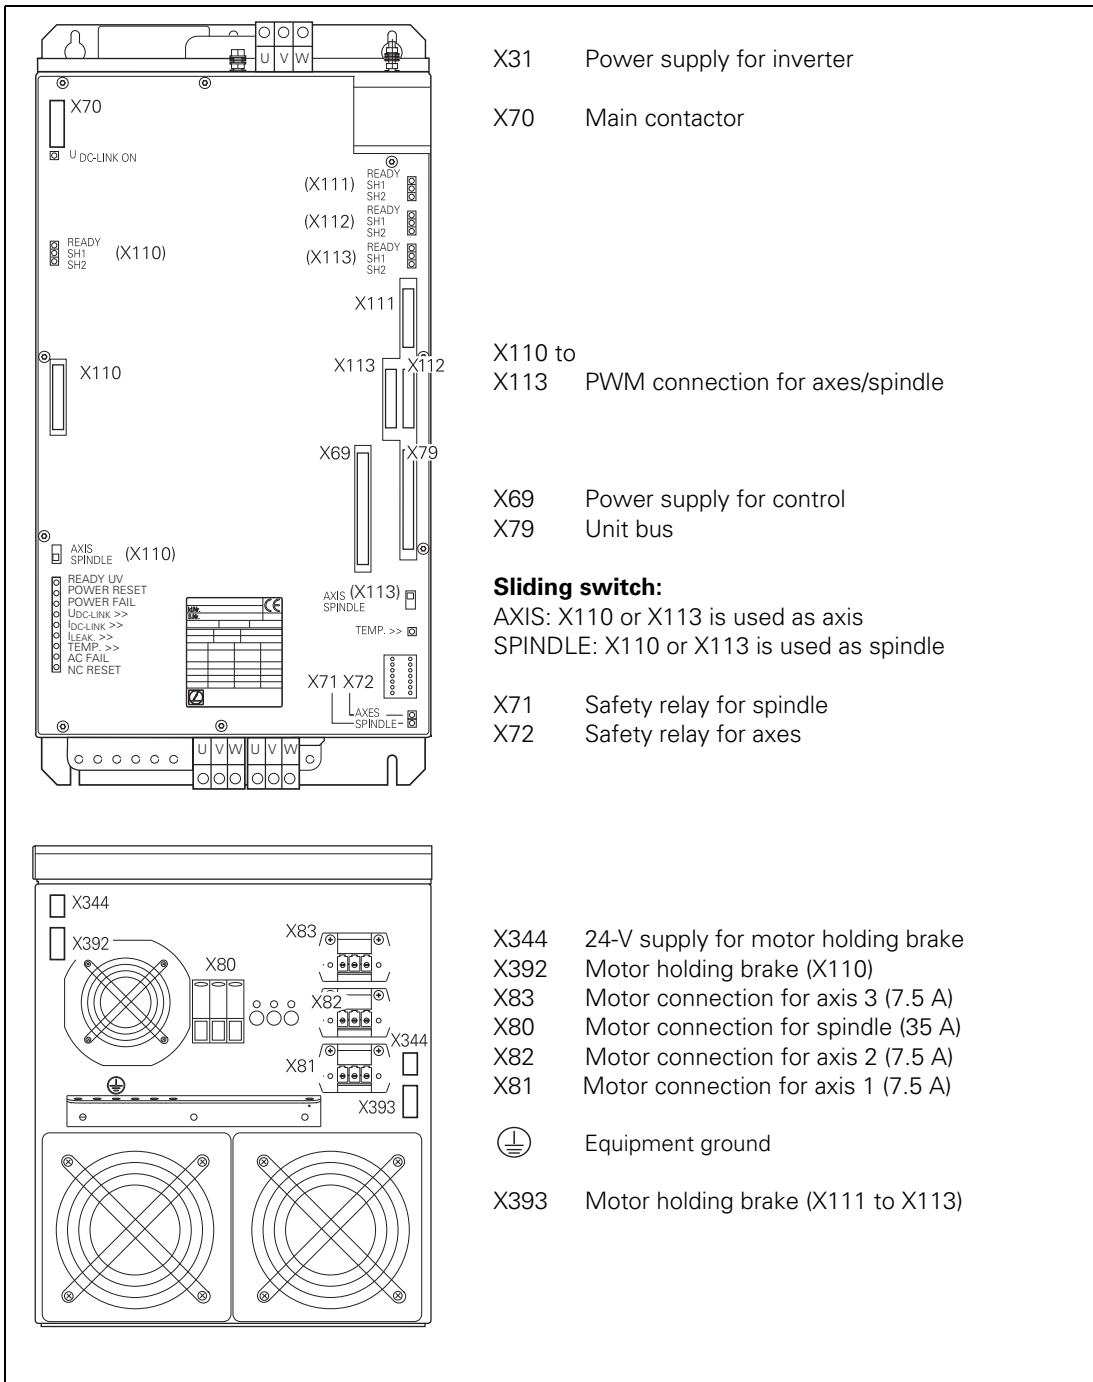 U V W
X31 Power supply for inverter
X70 Main contactor
X70
U DC-LINK ON
(X111) READY
SH1
SH2
(X112) READY
SH1
SH2
(X113) READY
SH1
SH2
READY
SH1
SH2
(X110)
X111
X113 X112
X110
X110 to
X113 PWM connection for axes/spindle
X69 X79
X69 Power supply for control
X79 Unit bus
AXIS
SPINDLE
(X110)
READY UV
POWER RESET
POWER FAIL
UDC-LINK >>
IDC-LINK >>
ILEAK. >>
TEMP. >>
AC FAIL
NC RESET
Id.Nr.
S.Nr.
CE
AXIS (X113)
SPINDLE
TEMP. >>
Sliding switch:
AXIS: X110 or X113 is used as axis
SPINDLE: X110 or X113 is used as spindle
X71 X72
AXES
SPINDLE
X71 Safety relay for spindle
X72 Safety relay for axes
U V W U V W
X344
X392
X80
X83
X82
X81
X344
X393
X344 24-V supply for motor holding brake
X392 Motor holding brake (X110)
X83 Motor connection for axis 3 (7.5 A)
X80 Motor connection for spindle (35 A)
X82 Motor connection for axis 2 (7.5 A)
X81 Motor connection for axis 1 (7.5 A)
Equipment ground
X393 Motor holding brake (X111 to X113)